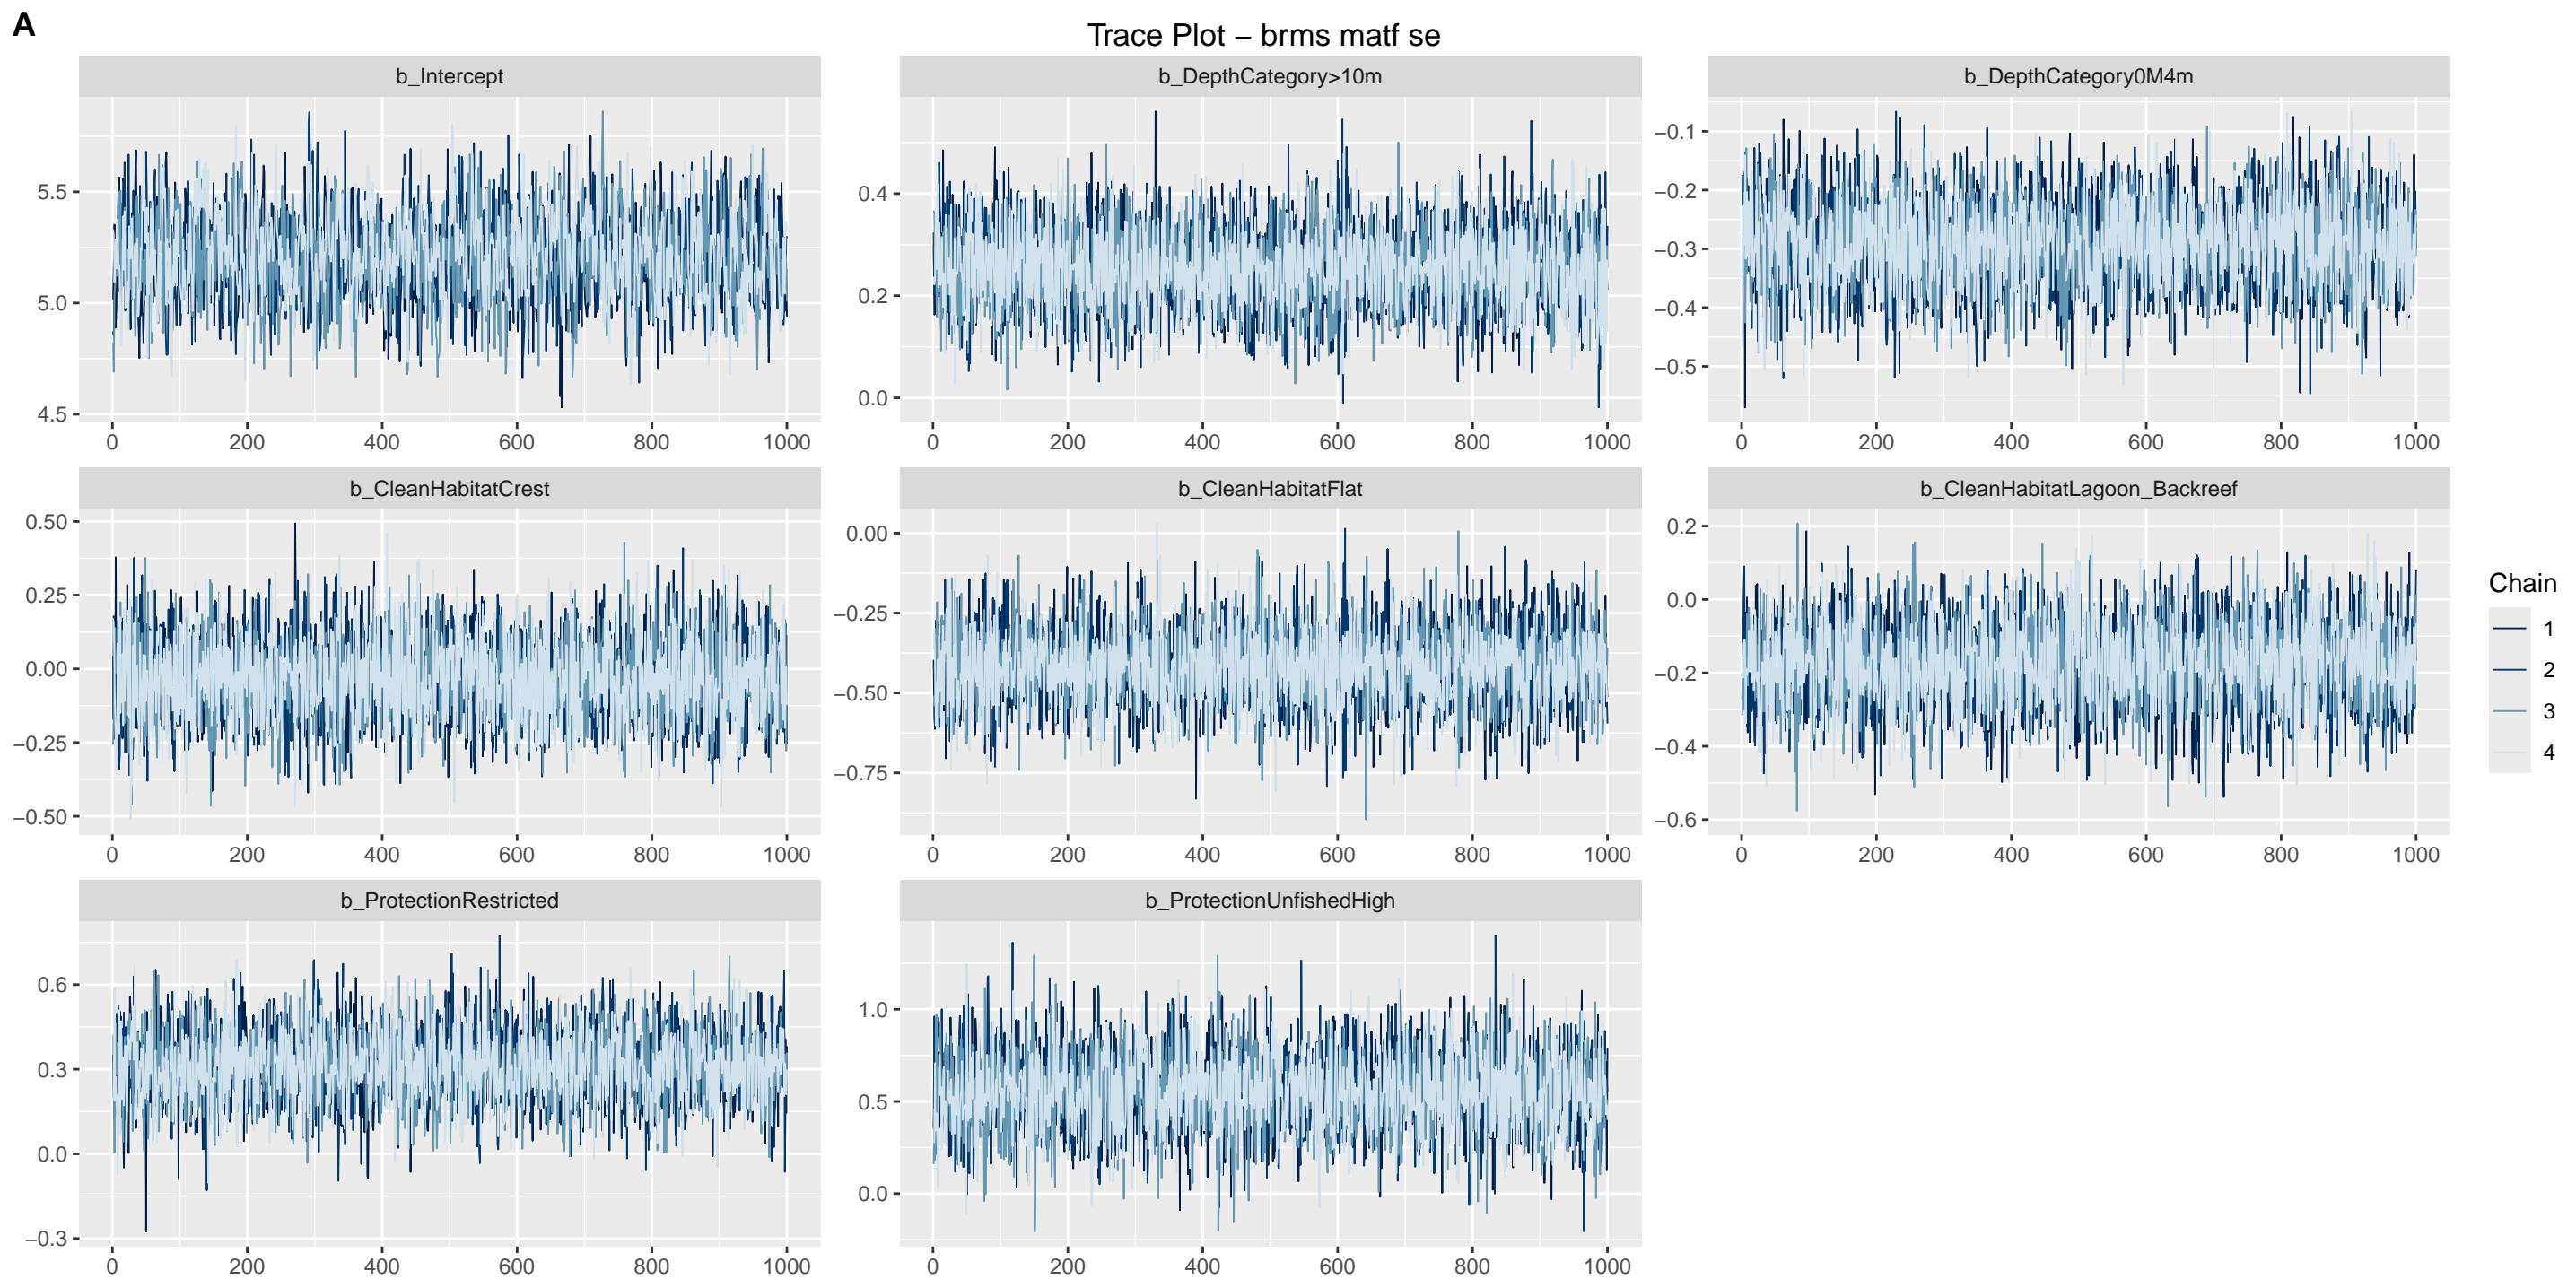 A
Trace Plot – brms matf se
b_Intercept b_DepthCategory>10m b_DepthCategory0M4m
5.5
5.0
4.5
0 200 400 600 800 1000
0.4
0.2
0.0
0 200 400 600 800 1000
−0.1
−0.2
−0.3
−0.4
−0.5
0 200 400 600 800 1000
b_CleanHabitatCrest b_CleanHabitatFlat b_CleanHabitatLagoon_Backreef
0.50
0.25
0.00
−0.25
−0.50
0 200 400 600 800 1000
0.00
−0.25
−0.50
−0.75
0 200 400 600 800 1000
0.2
0.0
−0.2
−0.4
−0.6
0 200 400 600 800 1000
Chain
1
2
3
4
b_ProtectionRestricted b_ProtectionUnfishedHigh
0.6
0.3
0.0
−0.3
0 200 400 600 800 1000
1.0
0.5
0.0
0 200 400 600 800 1000